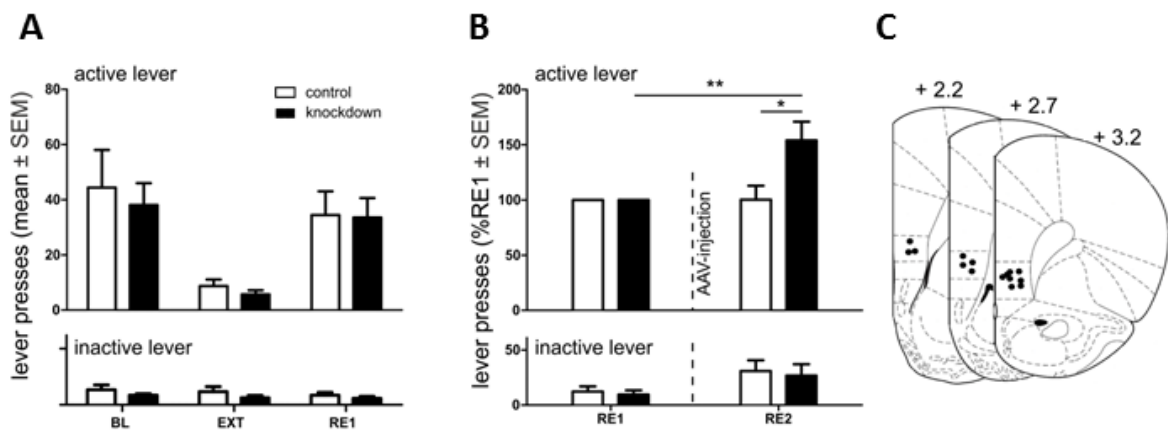 A
active lever
control
knockdown
80
60
40
20
0
lever presses (mean ± SEM)
inactive lever
BL EXT RE1
B
active lever
**
*
200
150
100
50
0
lever presses (%RE1 ± SEM)
AAV-injection
inactive lever
50
0
RE1 RE2
C
+ 2.2
+ 2.7
+ 3.2